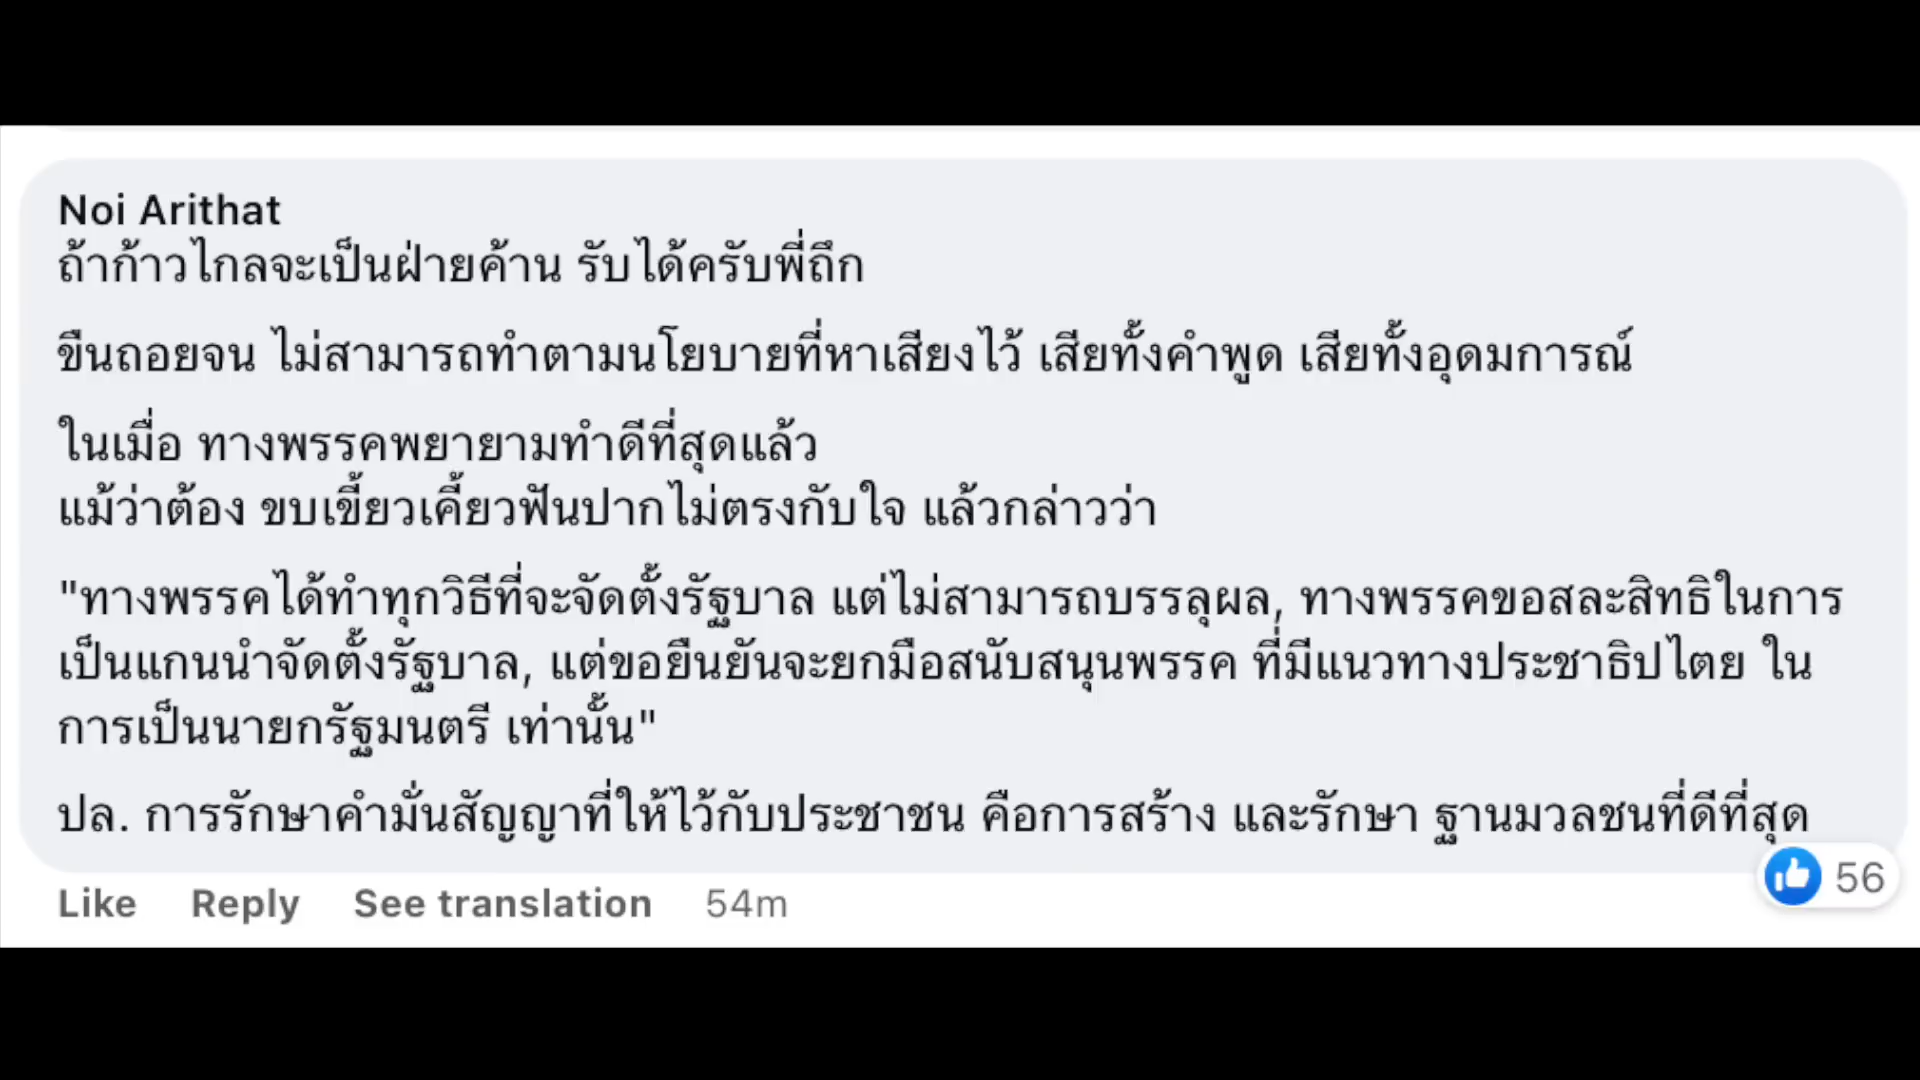 Noi Arithat
ถ้าก้าวไกลจะเป็นฝ่ายค้าน รับได้ครับพี่ถึก
ขืนถอยจน ไม่สามารถทำตามนโยบายที่หาเสียงไว้ เสียทั้งคำพูด เสียทั้งอุดมการณ์
ในเมื่อ ทางพรรคพยายามทำดีที่สุดแล้ว
แม้ว่าต้อง ขบเขี้ยวเคี้ยวฟันปากไม่ตรงกับใจ แล้วกล่าวว่า
"ทางพรรคได้ทำทุกวิธีที่จะจัดตั้งรัฐบาล แต่ไม่สามารถบรรลุผล, ทางพรรคขอสละสิทธิในการ
เป็นแกนนำจัดตั้งรัฐบาล, แต่ขอยืนยันจะยกมือสนับสนุนพรรค ที่มีแนวทางประชาธิปไตย ใน
การเป็นนายกรัฐมนตรี เท่านั้น"
ปล. การรักษาคำมั่นสัญญาที่ให้ไว้กับประชาชน คือการสร้าง และรักษา ฐานมวลชนที่ดีที่สุด
Like Reply See translation 54m 56